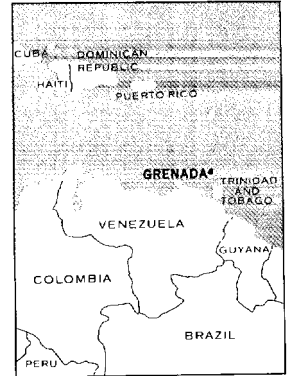 CUBA
DOMINICAN
REPUBLIC
HAITI
PUERTO RICO
GRENADA
TRINIDAD
AND
TOBAGO
VENEZUELA
GUYANA
COLOMBIA
BRAZIL
PERU